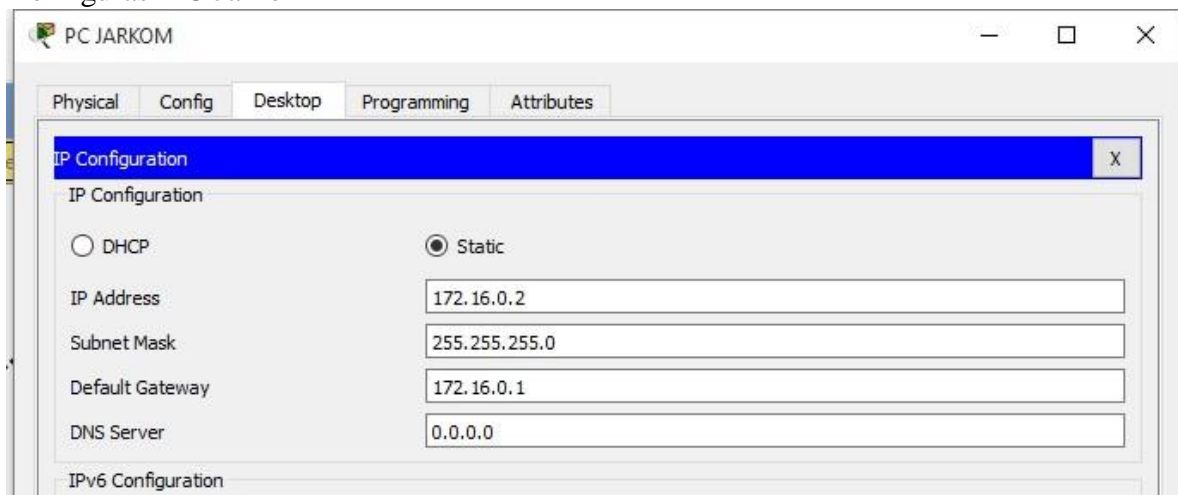 PC JARKOM
Physical Config Desktop Programming Attributes
IP Configuration X
IP Configuration
DHCP Static
IP Address 172.16.0.2
Subnet Mask 255.255.255.0
Default Gateway 172.16.0.1
DNS Server 0.0.0.0
IPv6 Configuration